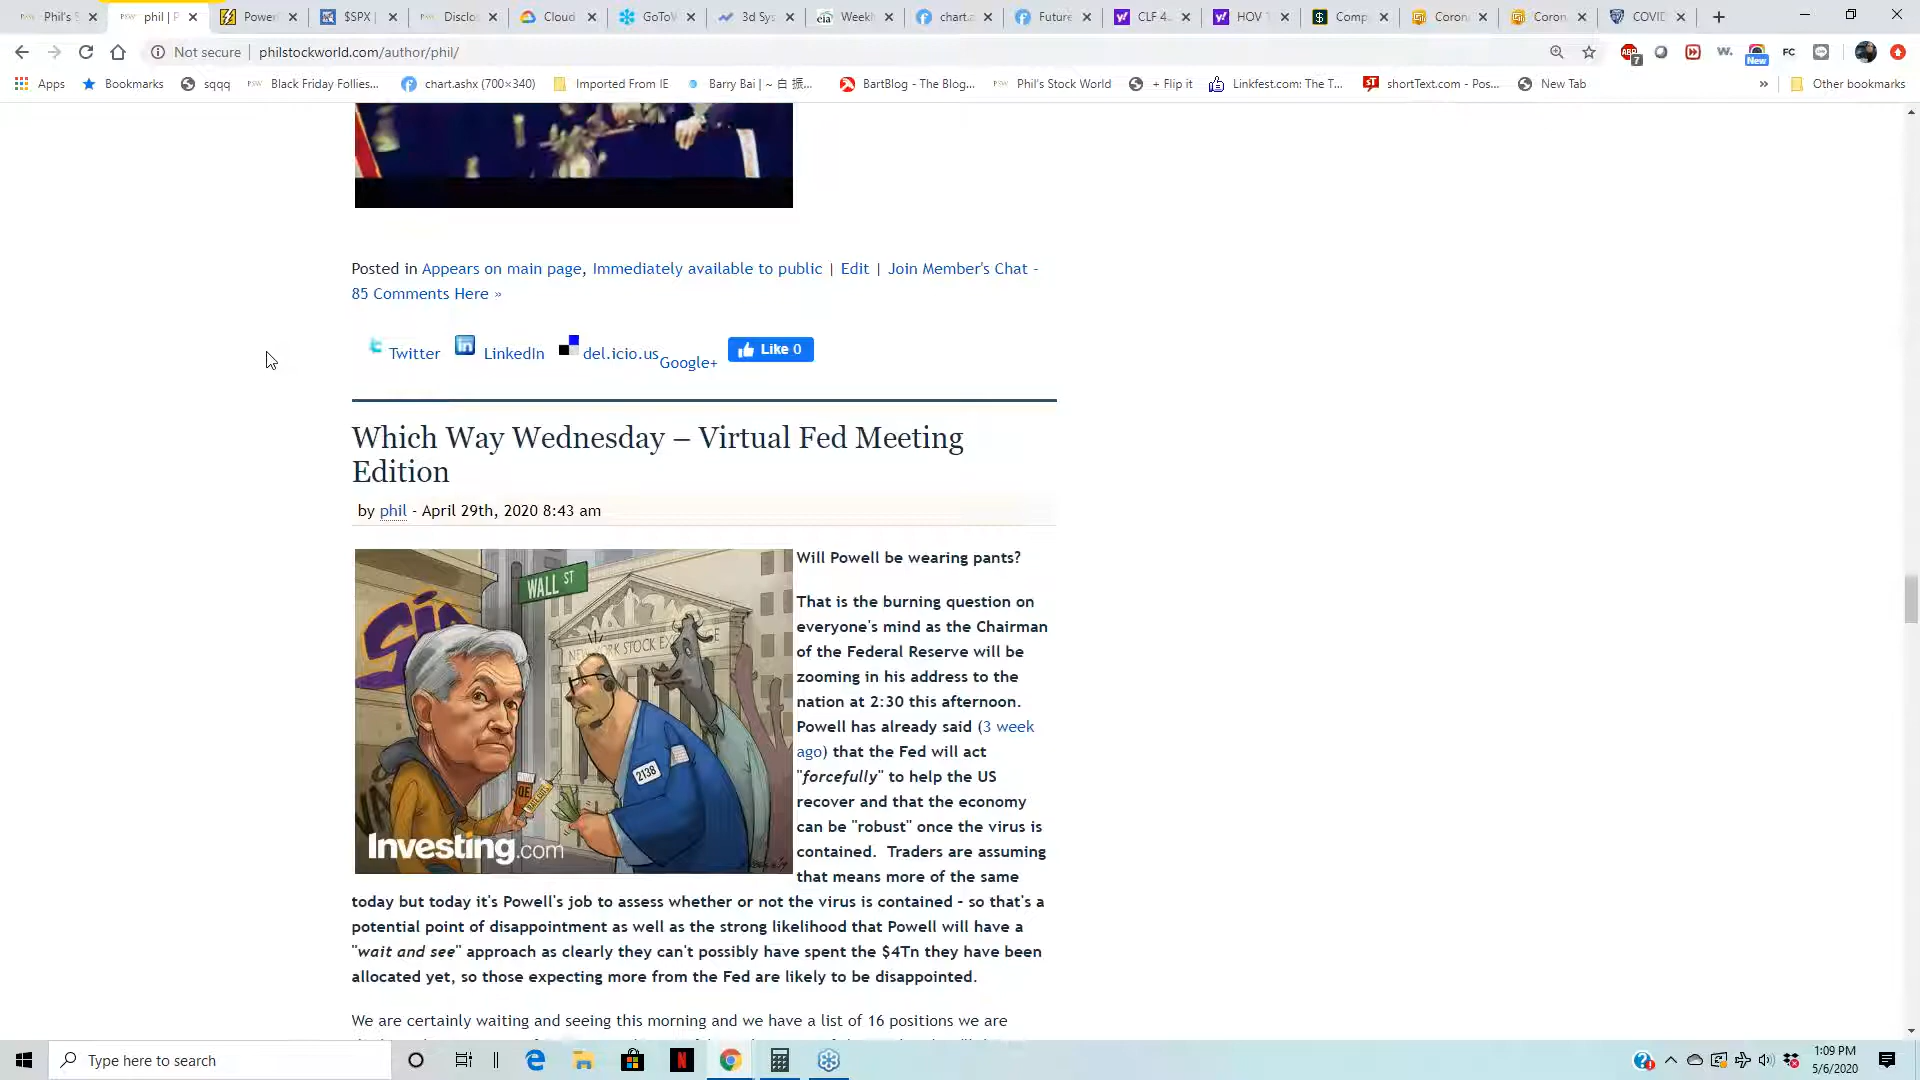 Phil's S
phil | P
Power
$SPX |
Disclo
Cloud
GoToW
3d Sys
Weekl
chart.a
Future
CLF 4.
HOV
Comp
Coron
Coron
COVID
Not secure
philstockworld.com/author/phil/
ABP
7
W.
New
FC
Apps
Bookmarks
sqqq
Black Friday Follies...
chart.ashx (700×340)
Imported From IE
Barry Bai | ~ 白 振...
BartBlog - The Blog...
Phil's Stock World
+ Flip it
Linkfest.com: The T...
shortText.com - Pos...
New Tab
»
Other bookmarks
Posted in Appears on main page, Immediately available to public | Edit | Join Member's Chat -
85 Comments Here »
Twitter
LinkedIn
del.icio.us
Google+
Like 0
Which Way Wednesday – Virtual Fed Meeting
Edition
by phil - April 29th, 2020 8:43 am
WALL ST
QE
RATE CUTS
2138
Investing.com
Will Powell be wearing pants?
That is the burning question on
everyone's mind as the Chairman
of the Federal Reserve will be
zooming in his address to the
nation at 2:30 this afternoon.
Powell has already said (3 week
ago) that the Fed will act
"forcefully" to help the US
recover and that the economy
can be "robust" once the virus is
contained. Traders are assuming
that means more of the same
today but today it's Powell's job to assess whether or not the virus is contained - so that's a
potential point of disappointment as well as the strong likelihood that Powell will have a
"wait and see" approach as clearly they can't possibly have spent the $4Tn they have been
allocated yet, so those expecting more from the Fed are likely to be disappointed.
We are certainly waiting and seeing this morning and we have a list of 16 positions we are
Type here to search
1:09 PM
5/6/2020